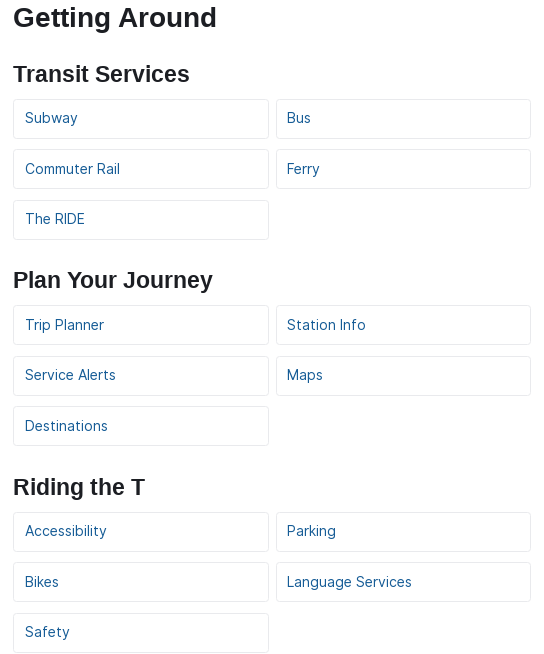 Getting Around
Transit Services
Subway
Bus
Commuter Rail
Ferry
The RIDE
Plan Your Journey
Trip Planner
Station Info
Service Alerts
Maps
Destinations
Riding the T
Accessibility
Parking
Bikes
Language Services
Safety